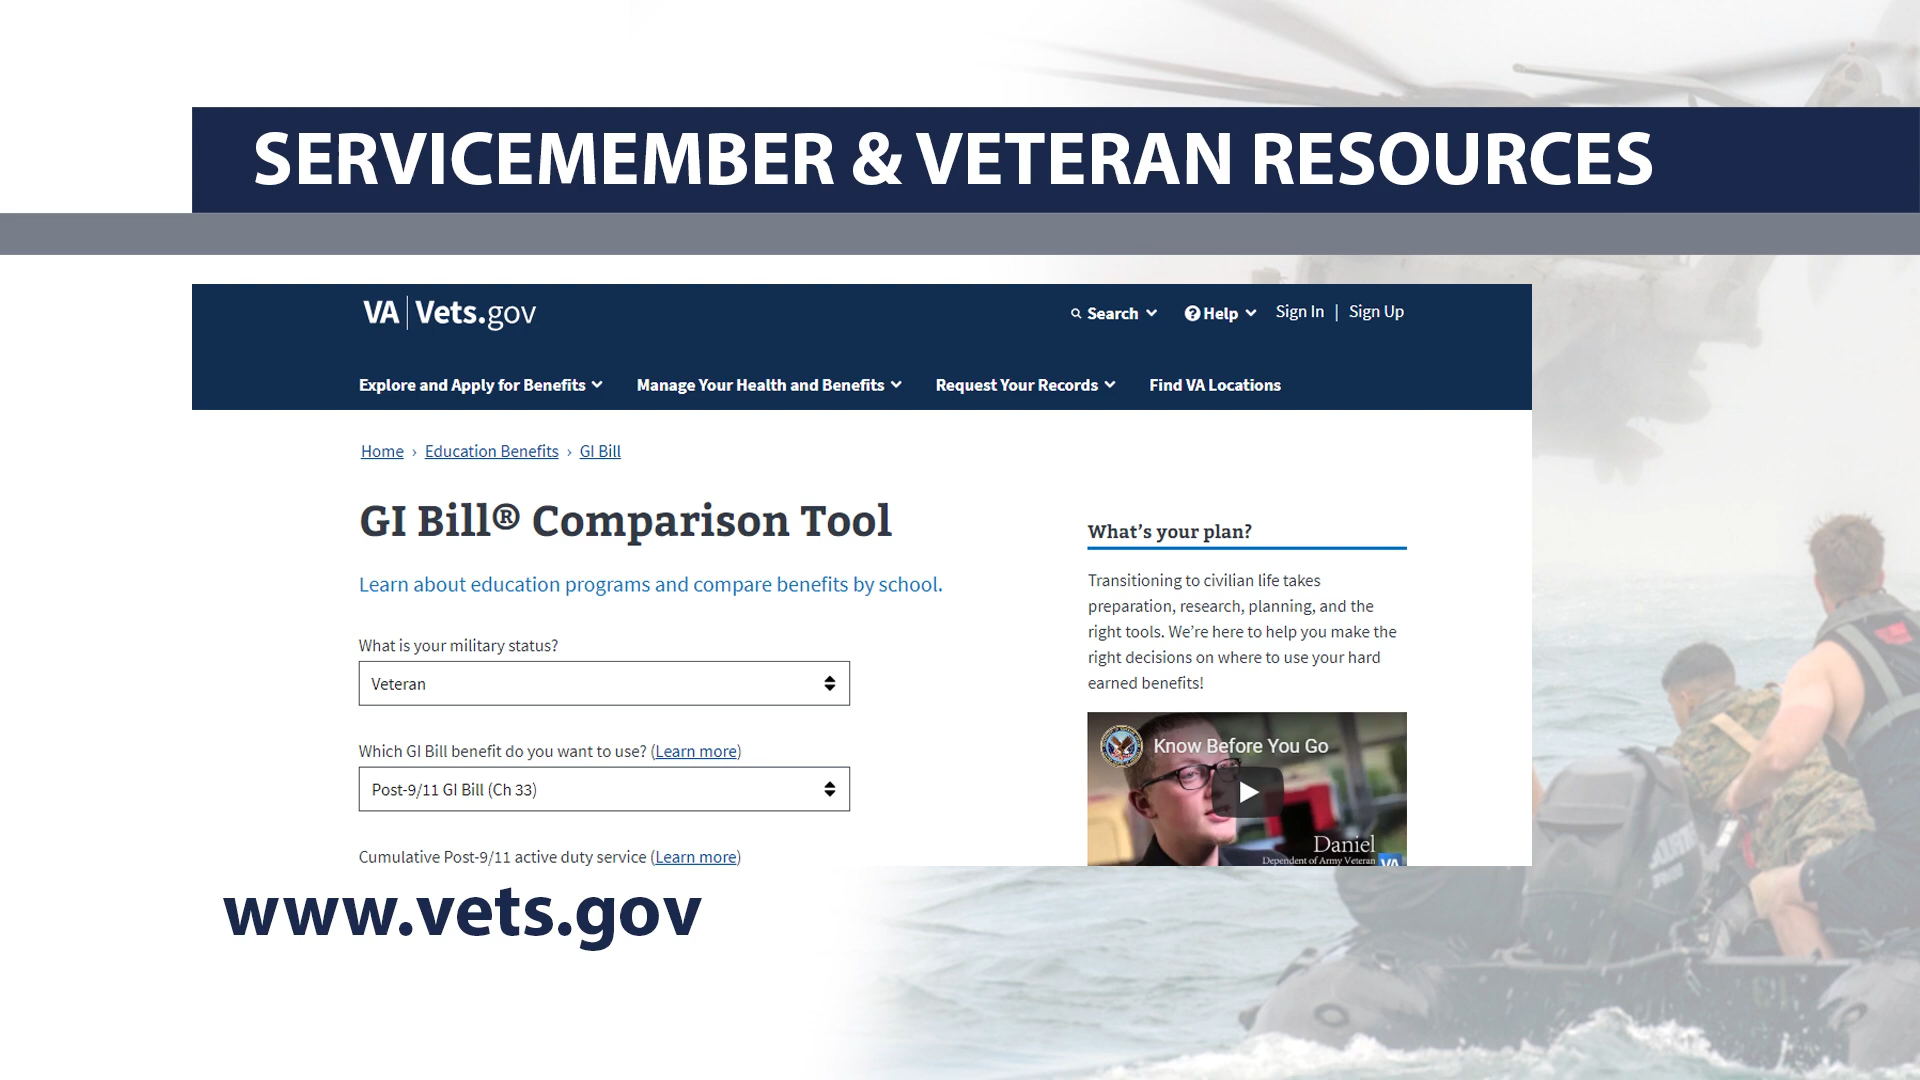 SERVICEMEMBER & VETERAN RESOURCES
VA | Vets.gov
Search
Help
Sign In | Sign Up
Explore and Apply for Benefits
Manage Your Health and Benefits
Request Your Records
Find VA Locations
Home › Education Benefits › GI Bill
GI Bill® Comparison Tool
Learn about education programs and compare benefits by school.
What is your military status?
Veteran
Which GI Bill benefit do you want to use? (Learn more)
Post-9/11 GI Bill (Ch 33)
Cumulative Post-9/11 active duty service (Learn more)
What’s your plan?
Transitioning to civilian life takes
preparation, research, planning, and the
right tools. We’re here to help you make the
right decisions on where to use your hard
earned benefits!
Know Before You Go
Daniel
Dependent of Army Veteran
VA
www.vets.gov